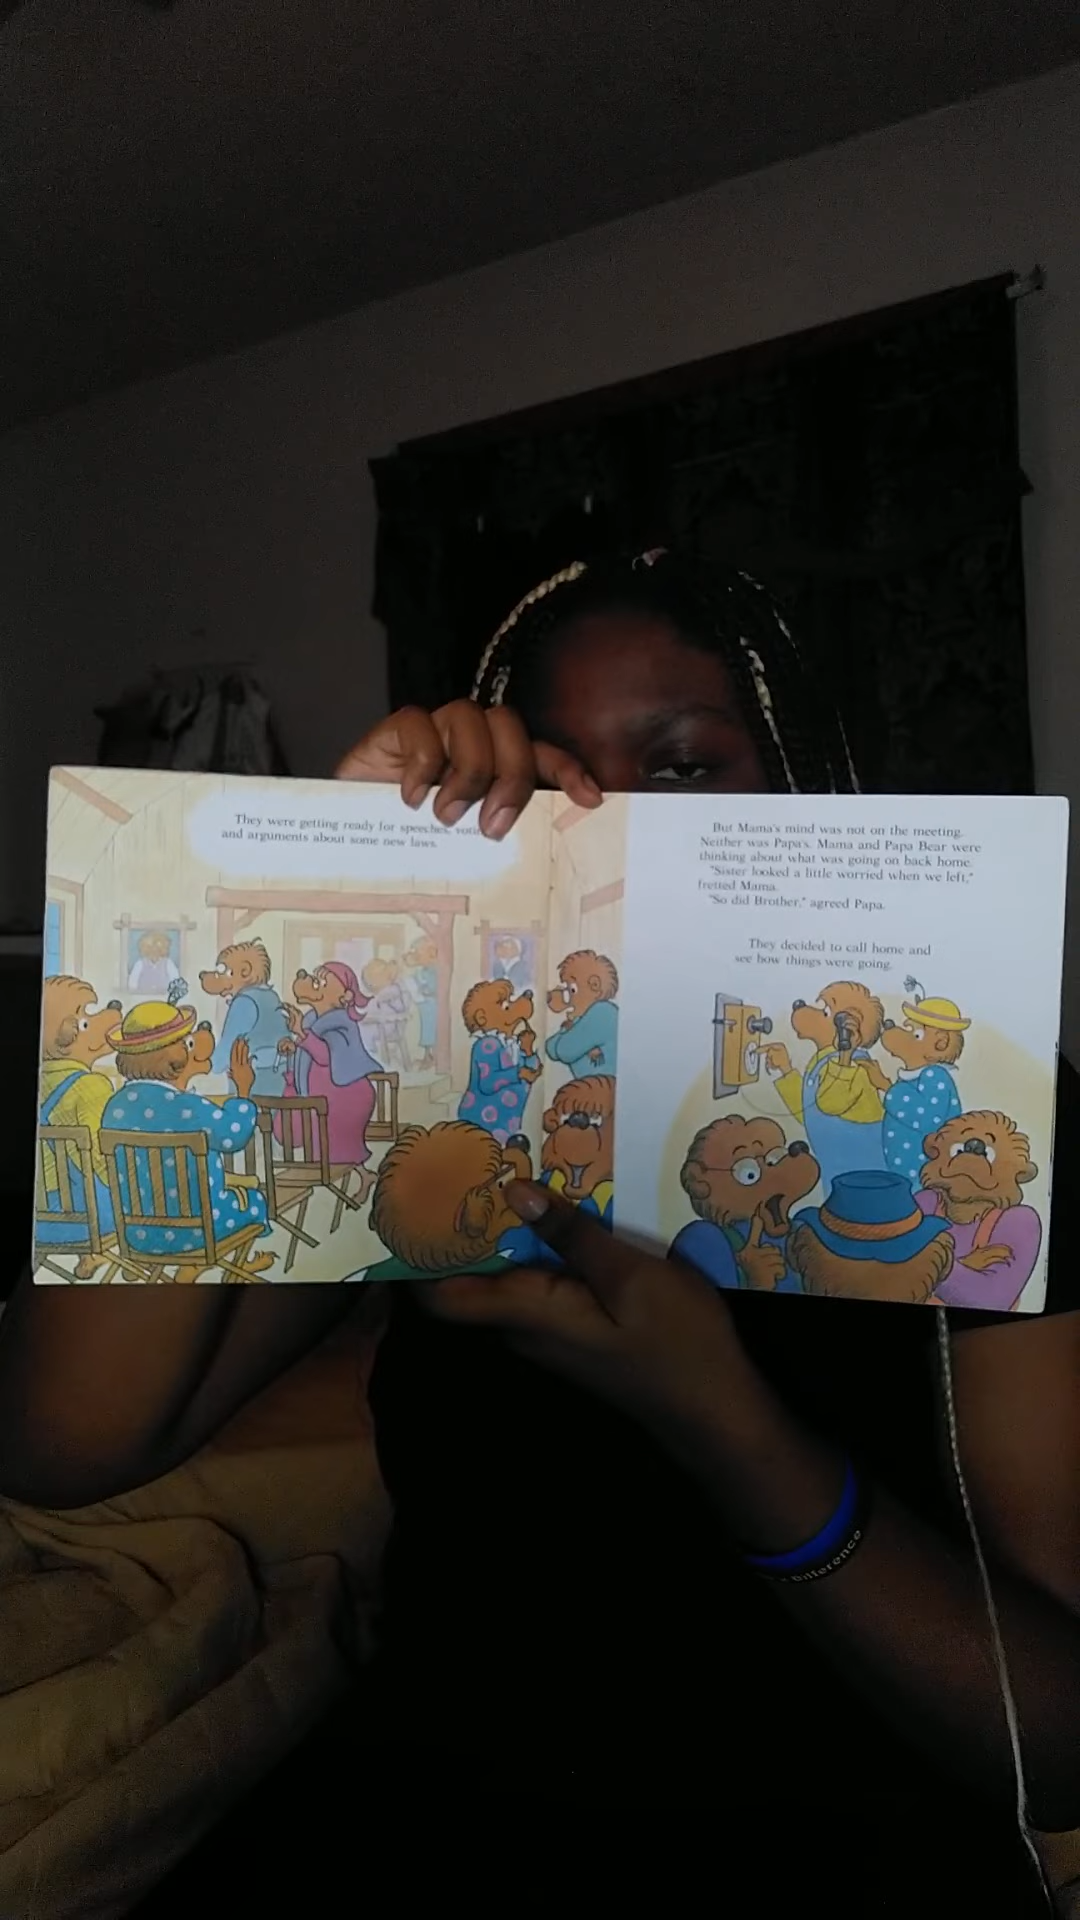 They were getting ready for speeches,
and arguments about some new laws.
But Mama's mind was not on the meeting.
Neither was Papa's. Mama and Papa Bear were
thinking about what was going on back home.
"Sister looked a little worried when we left,"
fretted Mama.
"So did Brother," agreed Papa.
They decided to call home and
see how things were going.
Difference